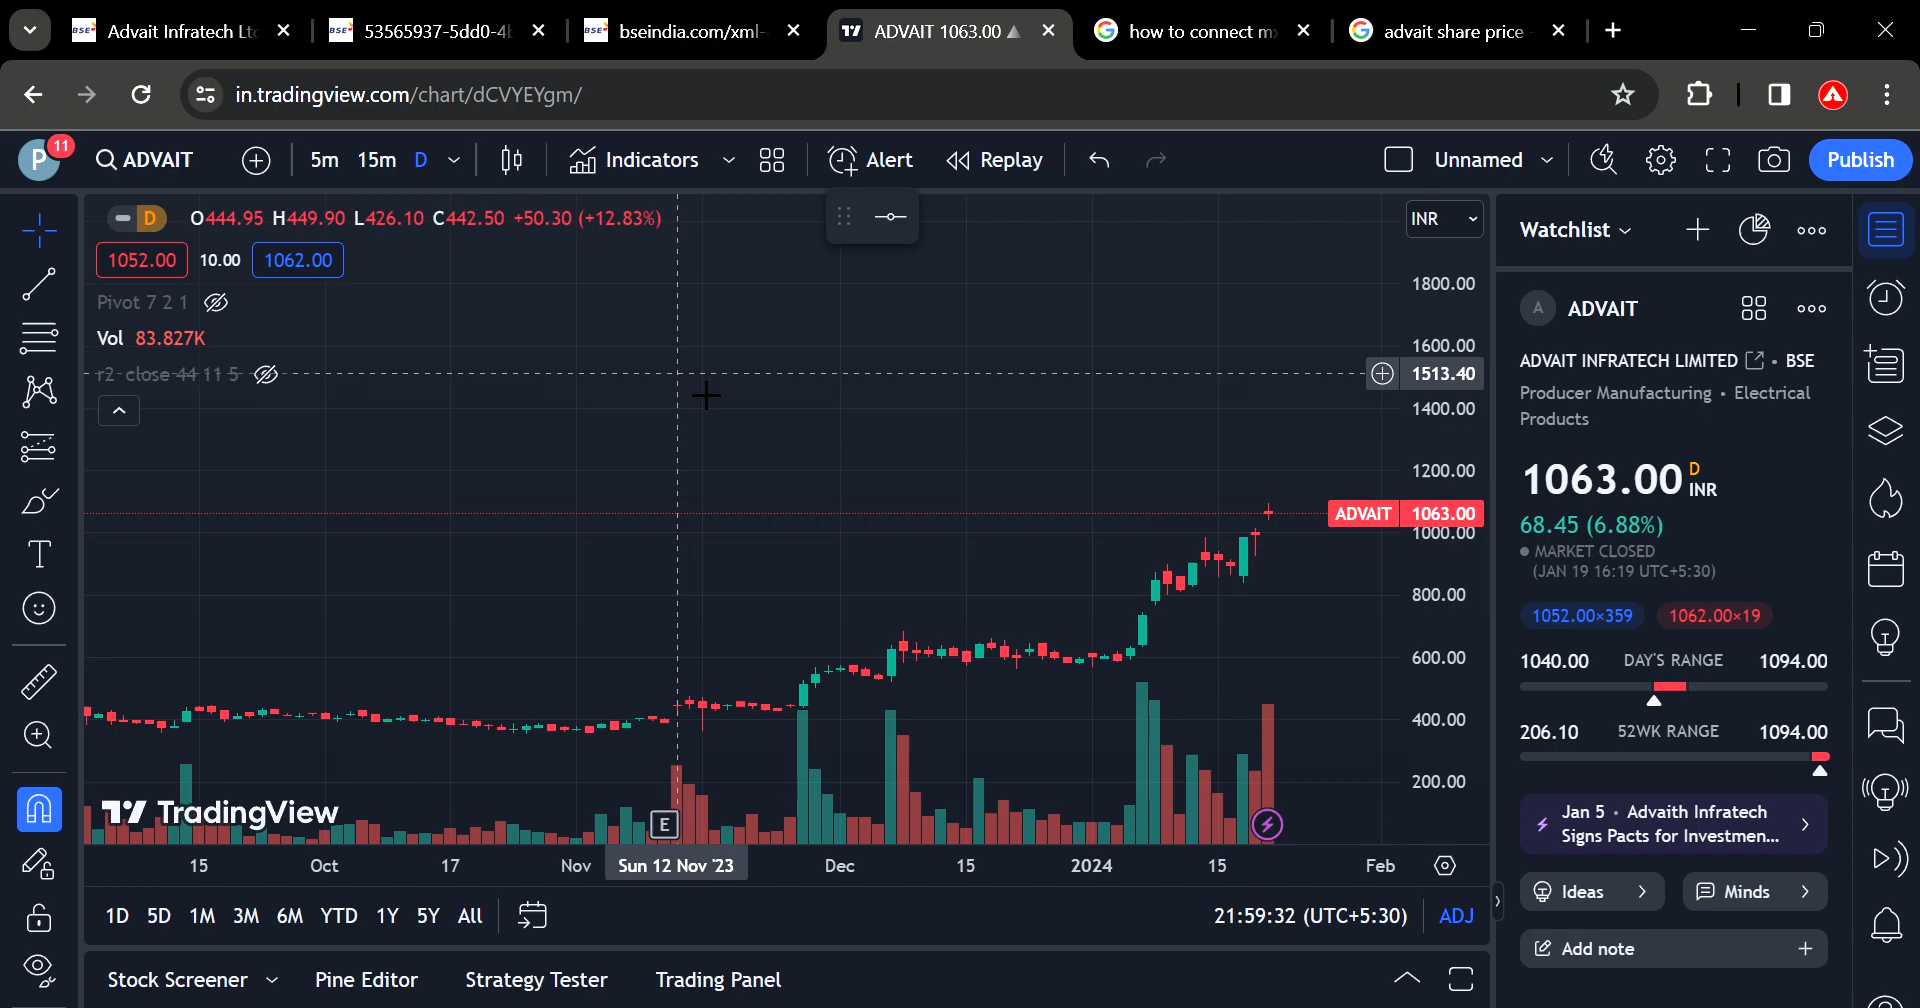 BSE Advait Infratech Ltd
BSE 53565937-5dd0-4b
BSE bseindia.com/xml-
ADVAIT 1063.00
how to connect mx
advait share price -
in.tradingview.com/chart/dCVYEYgm/
P 11
ADVAIT 5m 15m D Indicators Alert Replay Unnamed Publish
D O444.95 H449.90 L426.10 C442.50 +50.30 (+12.83%)
1052.00 10.00 1062.00
Pivot 7 2 1
Vol 83.827K
r2- close 44 11 5
INR
1800.00
1600.00
1513.40
1400.00
1200.00
ADVAIT 1063.00
1000.00
800.00
600.00
400.00
200.00
TradingView
E
15 Oct 17 Nov Sun 12 Nov '23 Dec 15 2024 15 Feb
1D 5D 1M 3M 6M YTD 1Y 5Y All
21:59:32 (UTC+5:30) ADJ
Stock Screener Pine Editor Strategy Tester Trading Panel
Watchlist
A ADVAIT
ADVAIT INFRATECH LIMITED • BSE
Producer Manufacturing • Electrical
Products
1063.00 D INR
68.45 (6.88%)
MARKET CLOSED
(JAN 19 16:19 UTC+5:30)
1052.00×359 1062.00×19
1040.00 DAY'S RANGE 1094.00
206.10 52WK RANGE 1094.00
Jan 5 · Advaith Infratech
Signs Pacts for Investmen...
Ideas Minds
Add note